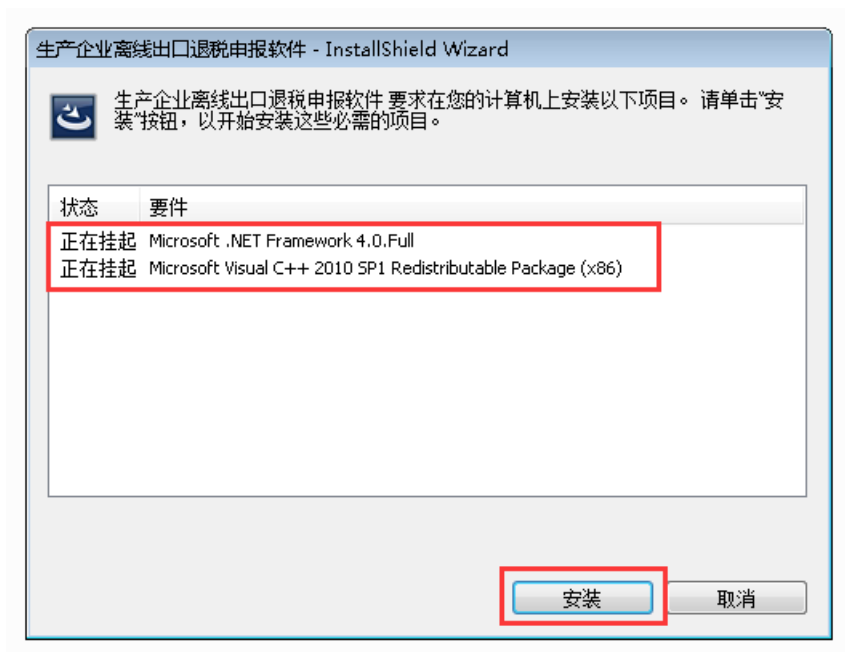 生产企业离线出口退税申报软件 - InstallShield Wizard
生产企业离线出口退税申报软件 要求在您的计算机上安装以下项目。 请单击"安
装"按钮，以开始安装这些必需的项目。
状态 要件
正在挂起 Microsoft .NET Framework 4.0.Full
正在挂起 Microsoft Visual C++ 2010 SP1 Redistributable Package (x86)
安装 取消